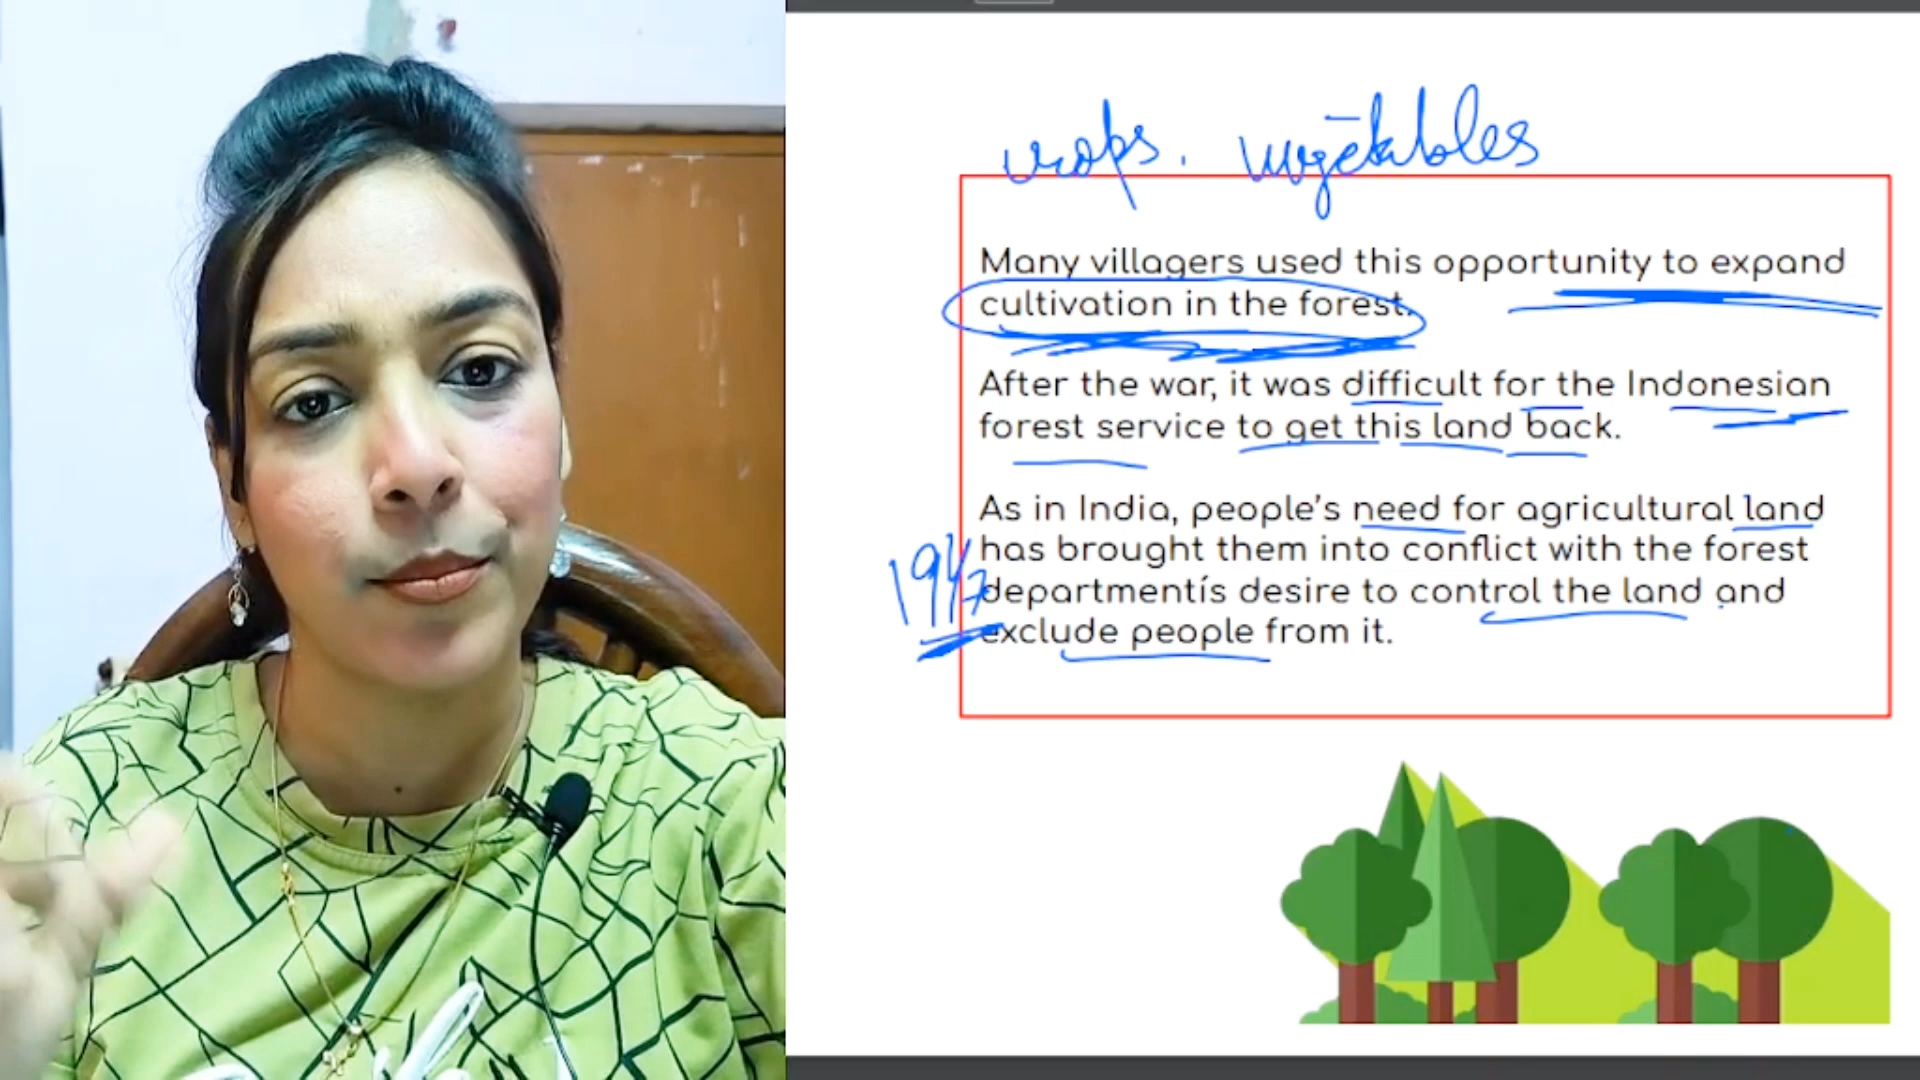 crops. vegetables
Many villagers used this opportunity to expand
cultivation in the forest.
After the war, it was difficult for the Indonesian
forest service to get this land back.
As in India, people's need for agricultural land
has brought them into conflict with the forest
1947
departmentís desire to control the land and
exclude people from it.